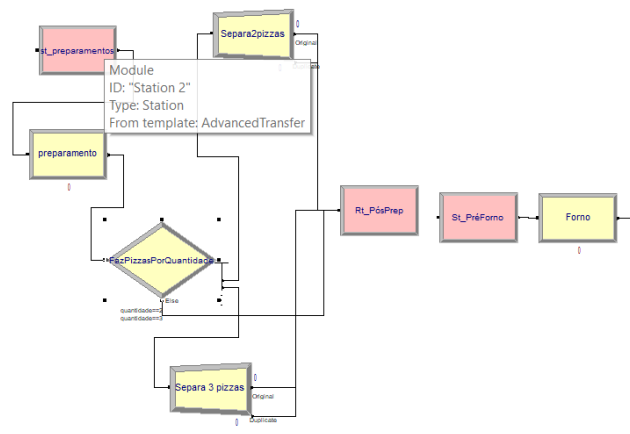 0
Separa2pizzas
Original
st_preparamentos
Module
ID: "Station 2"
Type: Station
From template: AdvancedTransfer
preparamento
0
Rt_PósPrep
St_PréForno
Forno
0
FazPizzasPorQuantidade
Else
quantidade==2
quantidade==3
0
Separa 3 pizzas
Original
Duplicate
0